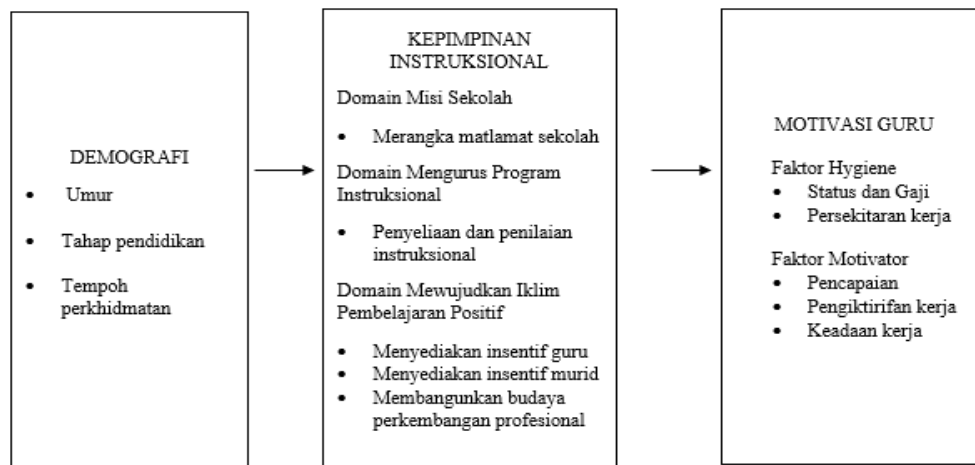 DEMOGRAFI
• Umur
• Tahap pendidikan
• Tempoh
perkhidmatan
KEPIMPINAN
INSTRUKSIONAL
Domain Misi Sekolah
• Merangka matlamat sekolah
Domain Mengurus Program
Instruksional
• Penyeliaan dan penilaian
instruksional
Domain Mewujudkan Iklim
Pembelajaran Positif
• Menyediakan insentif guru
• Menyediakan insentif murid
• Membangunkan budaya
perkembangan profesional
MOTIVASI GURU
Faktor Hygiene
• Status dan Gaji
• Persekitaran kerja
Faktor Motivator
• Pencapaian
• Pengiktirifan kerja
• Keadaan kerja